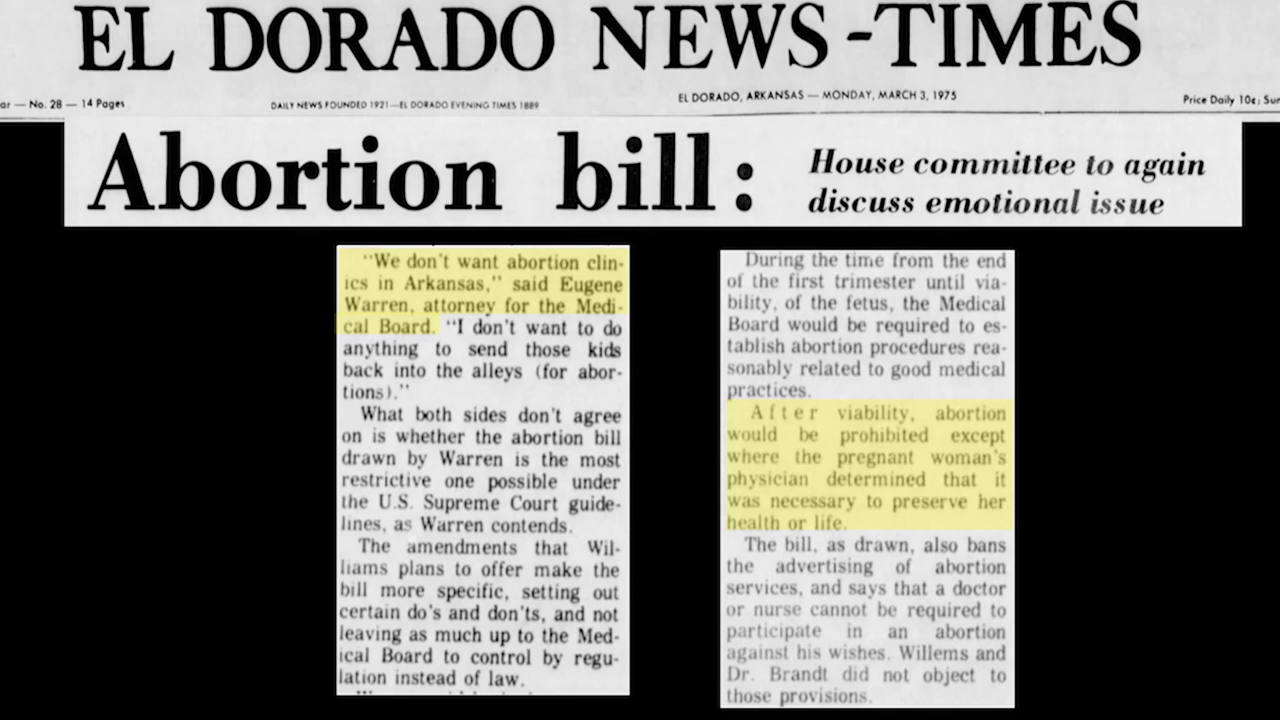 EL DORADO NEWS-TIMES
ar — No. 28 — 14 Pages
DAILY NEWS FOUNDED 1921—EL DORADO EVENING TIMES 1889
EL DORADO, ARKANSAS — MONDAY, MARCH 3, 1975
Price Daily 10¢; Sun
Abortion bill:
House committee to again
discuss emotional issue
"We don't want abortion clin-
ics in Arkansas," said Eugene
Warren, attorney for the Medi-
cal Board. "I don't want to do
anything to send those kids
back into the alleys (for abor-
tions)."
What both sides don't agree
on is whether the abortion bill
drawn by Warren is the most
restrictive one possible under
the U.S. Supreme Court guide-
lines, as Warren contends.
The amendments that Wil-
liams plans to offer make the
bill more specific, setting out
certain do's and don'ts, and not
leaving as much up to the Med-
ical Board to control by regu-
lation instead of law.
During the time from the end
of the first trimester until via-
bility, of the fetus, the Medical
Board would be required to es-
tablish abortion procedures rea-
sonably related to good medical
practices.
After viability, abortion
would be prohibited except
where the pregnant woman's
physician determined that it
was necessary to preserve her
health or life.
The bill, as drawn, also bans
the advertising of abortion
services, and says that a doctor
or nurse cannot be required to
participate in an abortion
against his wishes. Willems and
Dr. Brandt did not object to
those provisions.